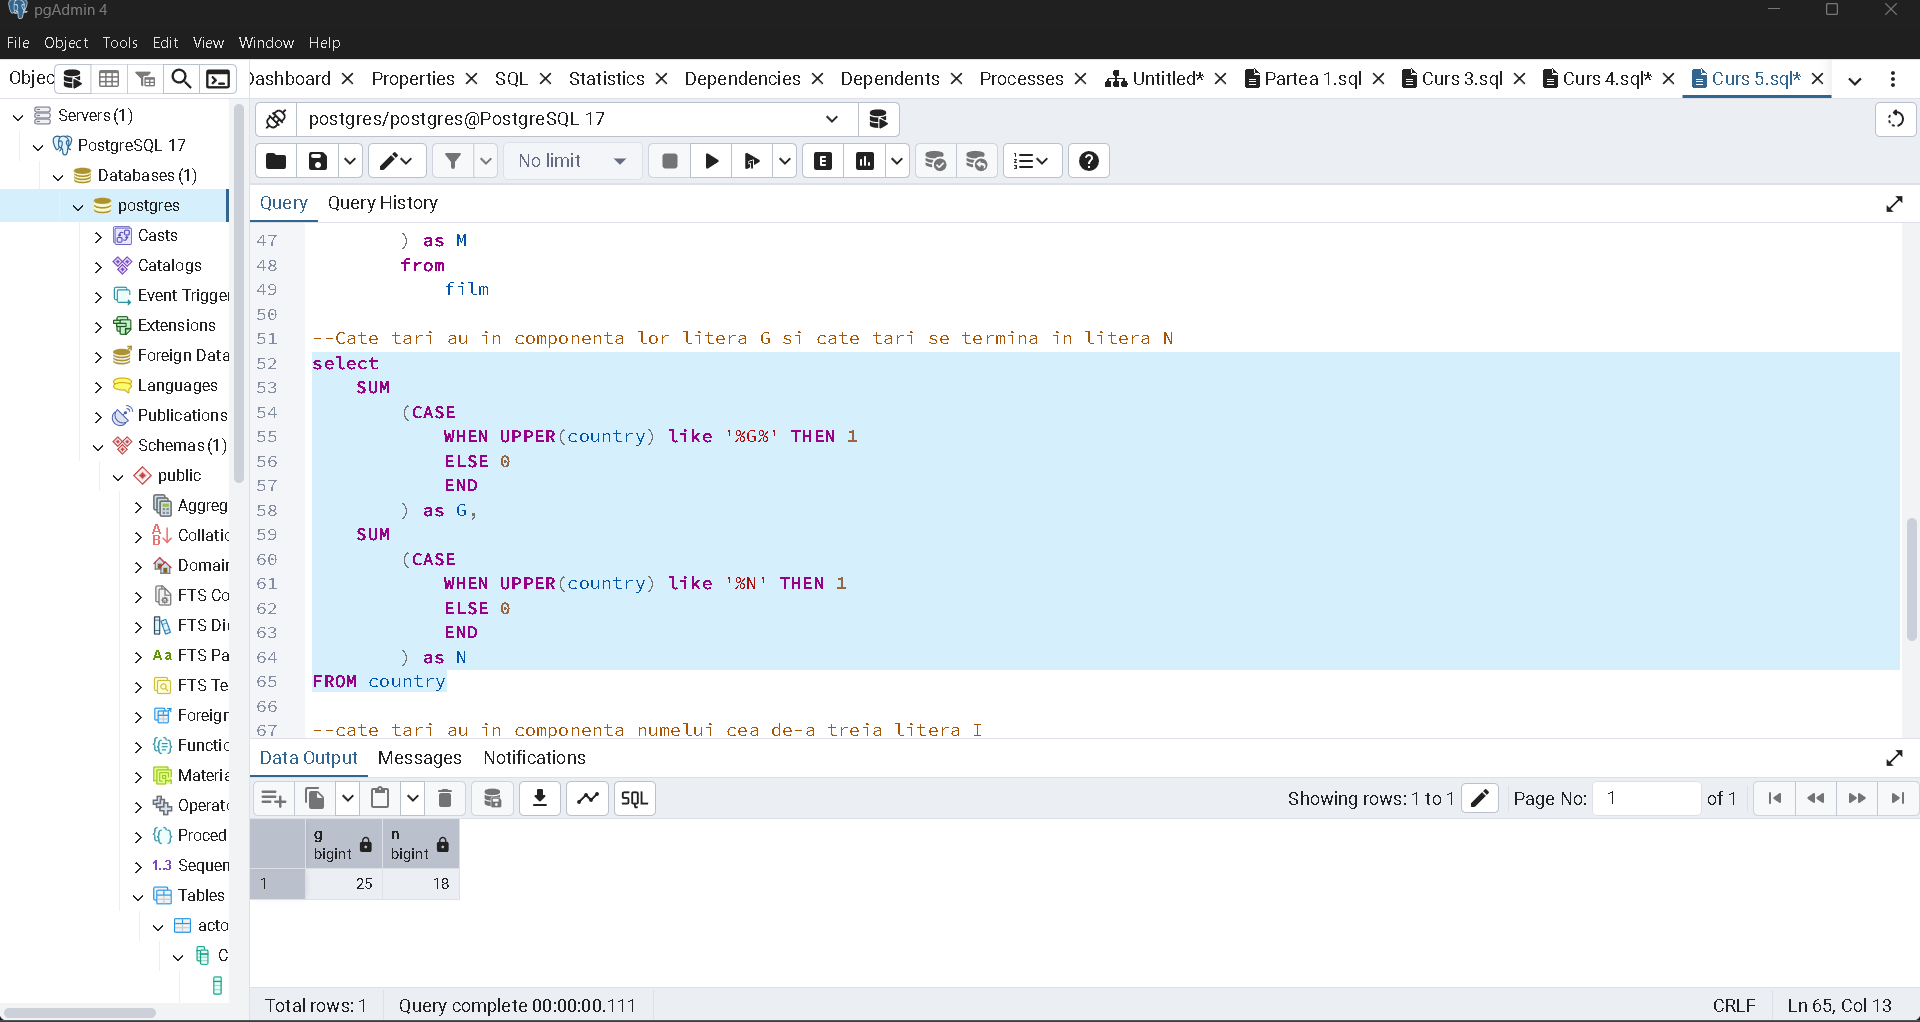 pgAdmin 4
File Object Tools Edit View Window Help
Objec
Dashboard Properties SQL Statistics Dependencies Dependents Processes Untitled* Partea 1.sql Curs 3.sql Curs 4.sql* Curs 5.sql*
Servers (1)
PostgreSQL 17
Databases (1)
postgres
Casts
Catalogs
Event Trigge
Extensions
Foreign Data
Languages
Publications
Schemas (1)
public
Aggreg
Collatio
Domain
FTS Co
FTS Di
Aa FTS Pa
FTS Te
Foreign
Functio
Materia
Operato
Proced
1..3 Sequen
Tables
acto
C
postgres/postgres@PostgreSQL 17
No limit
E
Query Query History
47 ) as M
48 from
49 film
50
51 --Cate tari au in componenta lor litera G si cate tari se termina in litera N
52 select
53 SUM
54 (CASE
55 WHEN UPPER(country) like '%G%' THEN 1
56 ELSE 0
57 END
58 ) as G,
59 SUM
60 (CASE
61 WHEN UPPER(country) like '%N' THEN 1
62 ELSE 0
63 END
64 ) as N
65 FROM country
66
67 --cate tari au in componenta numelui cea de-a treia litera I
Data Output Messages Notifications
SQL
Showing rows: 1 to 1 Page No: 1 of 1
g n
bigint bigint
1 25 18
Total rows: 1 Query complete 00:00:00.111
CRLF Ln 65, Col 13